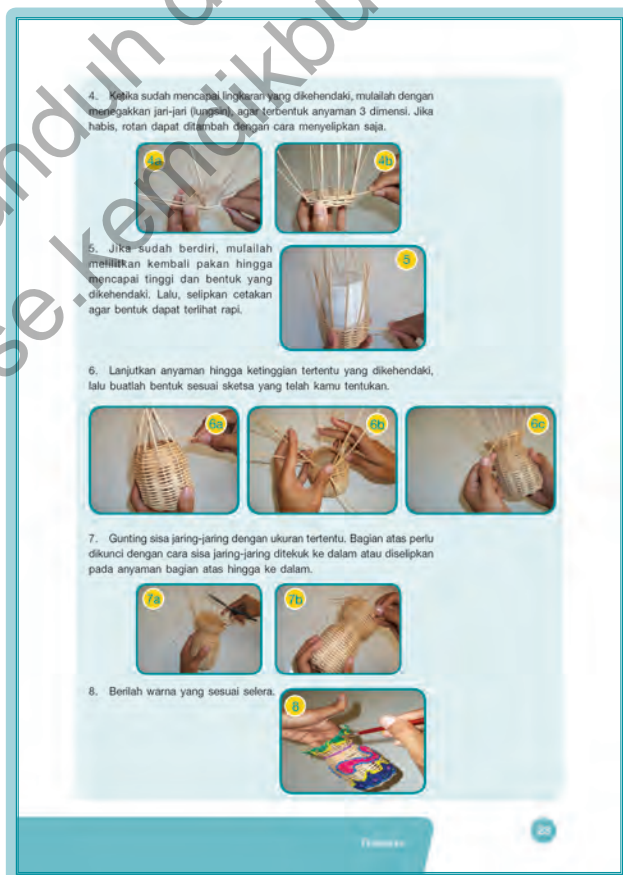 4. Ketika sudah mencapai lingkaran yang dikehendaki, mulailah dengan
menegakkan jari-jari (lungsin), agar terbentuk anyaman 3 dimensi. Jika
habis, rotan dapat ditambah dengan cara menyelipkan saja.
4a
4b
5. Jika sudah berdiri, mulailah
melilitkan kembali pakan hingga
mencapai tinggi dan bentuk yang
dikehendaki. Lalu, selipkan cetakan
agar bentuk dapat terlihat rapi.
5
6. Lanjutkan anyaman hingga ketinggian tertentu yang dikehendaki,
lalu buatlah bentuk sesuai sketsa yang telah kamu tentukan.
6a
6b
6c
7. Gunting sisa jaring-jaring dengan ukuran tertentu. Bagian atas perlu
dikunci dengan cara sisa jaring-jaring ditekuk ke dalam atau diselipkan
pada anyaman bagian atas hingga ke dalam.
7a
7b
8. Berilah warna yang sesuai selera.
8